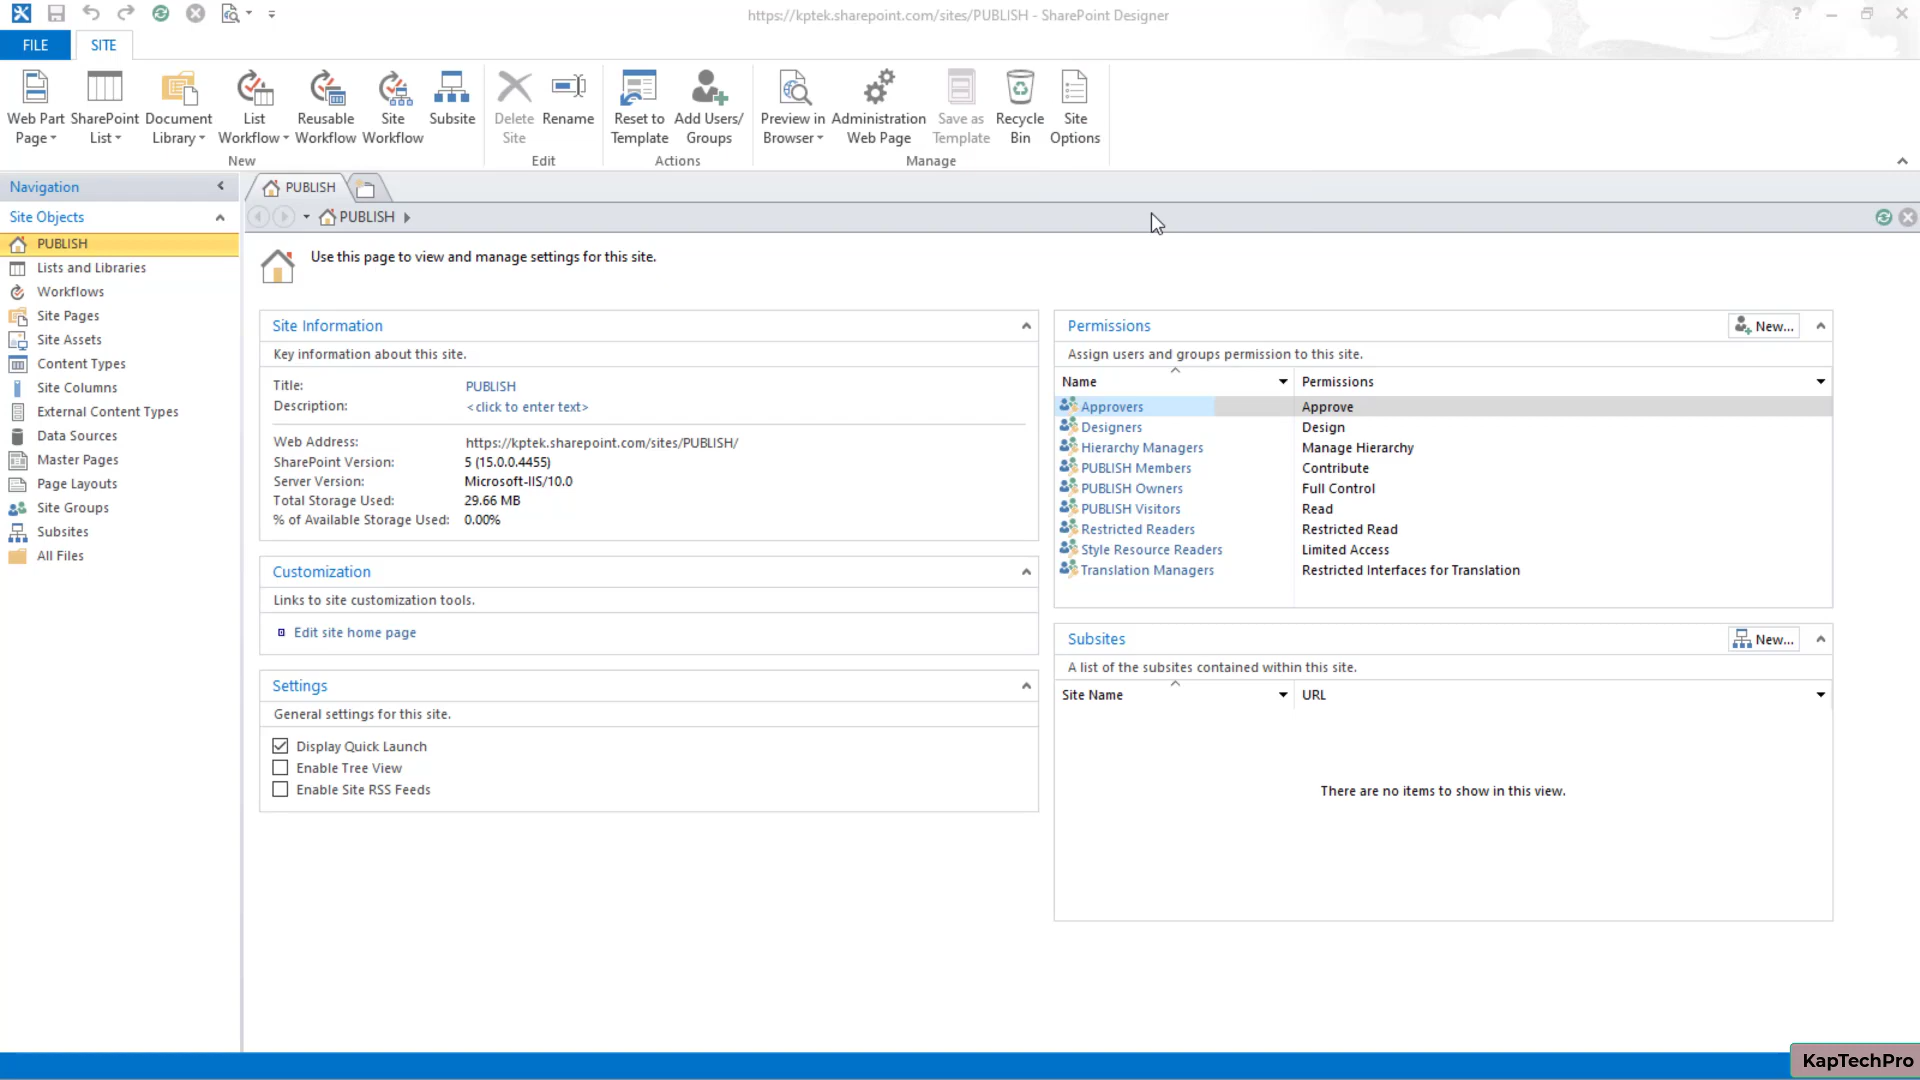 https://kptek.sharepoint.com/sites/PUBLISH - SharePoint Designer
?
FILE
SITE
Web Part Page
SharePoint List
Document Library
List Workflow
Reusable Workflow
Site Workflow
Subsite
New
Delete Site
Rename
Edit
Reset to Template
Add Users/ Groups
Actions
Preview in Browser
Administration Web Page
Save as Template
Recycle Bin
Site Options
Manage
Navigation
Site Objects
PUBLISH
Lists and Libraries
Workflows
Site Pages
Site Assets
Content Types
Site Columns
External Content Types
Data Sources
Master Pages
Page Layouts
Site Groups
Subsites
All Files
PUBLISH
PUBLISH
Use this page to view and manage settings for this site.
Site Information
Key information about this site.
Title: PUBLISH
Description: <click to enter text>
Web Address: https://kptek.sharepoint.com/sites/PUBLISH/
SharePoint Version: 5 (15.0.0.4455)
Server Version: Microsoft-IIS/10.0
Total Storage Used: 29.66 MB
% of Available Storage Used: 0.00%
Customization
Links to site customization tools.
Edit site home page
Settings
General settings for this site.
Display Quick Launch
Enable Tree View
Enable Site RSS Feeds
Permissions
New...
Assign users and groups permission to this site.
Name Permissions
Approvers Approve
Designers Design
Hierarchy Managers Manage Hierarchy
PUBLISH Members Contribute
PUBLISH Owners Full Control
PUBLISH Visitors Read
Restricted Readers Restricted Read
Style Resource Readers Limited Access
Translation Managers Restricted Interfaces for Translation
Subsites
New...
A list of the subsites contained within this site.
Site Name URL
There are no items to show in this view.
KapTechPro